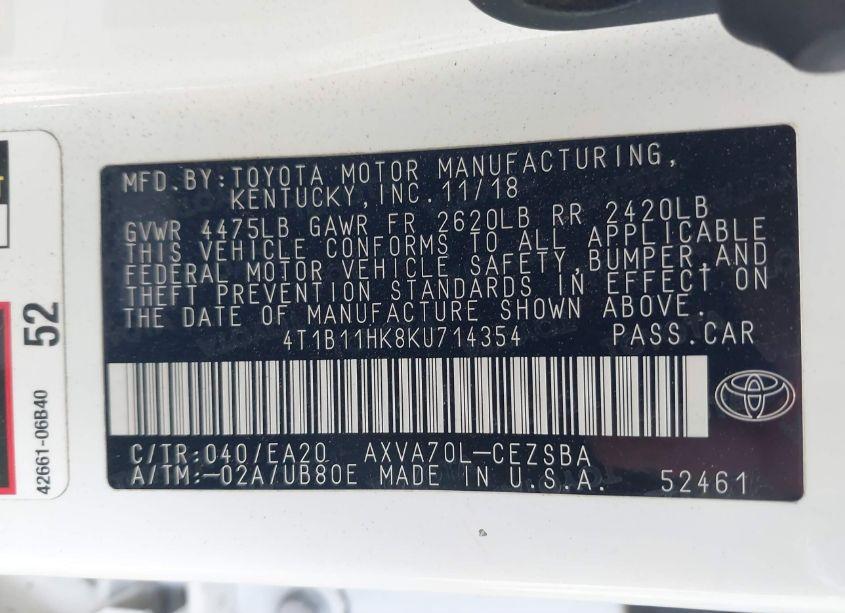 MFD.BY:TOYOTA MOTOR MANUFACTURING,
KENTUCKY,INC.11/18
GVWR 4475LB GAWR FR 2620LB RR 2420LB
THIS VEHICLE CONFORMS TO ALL APPLICABLE
FEDERAL MOTOR VEHICLE SAFETY,BUMPER,AND
THEFT PREVENTION STANDARDS IN EFFECT ON
THE DATE OF MANUFACTURE SHOWN ABOVE.
4T1B11HK8KU714354 PASS.CAR
C/TR:040/EA20 AXVA70L-CEZSBA
A/TM:-02A/UB80E MADE IN U.S.A. 52461
42661-06B40 52